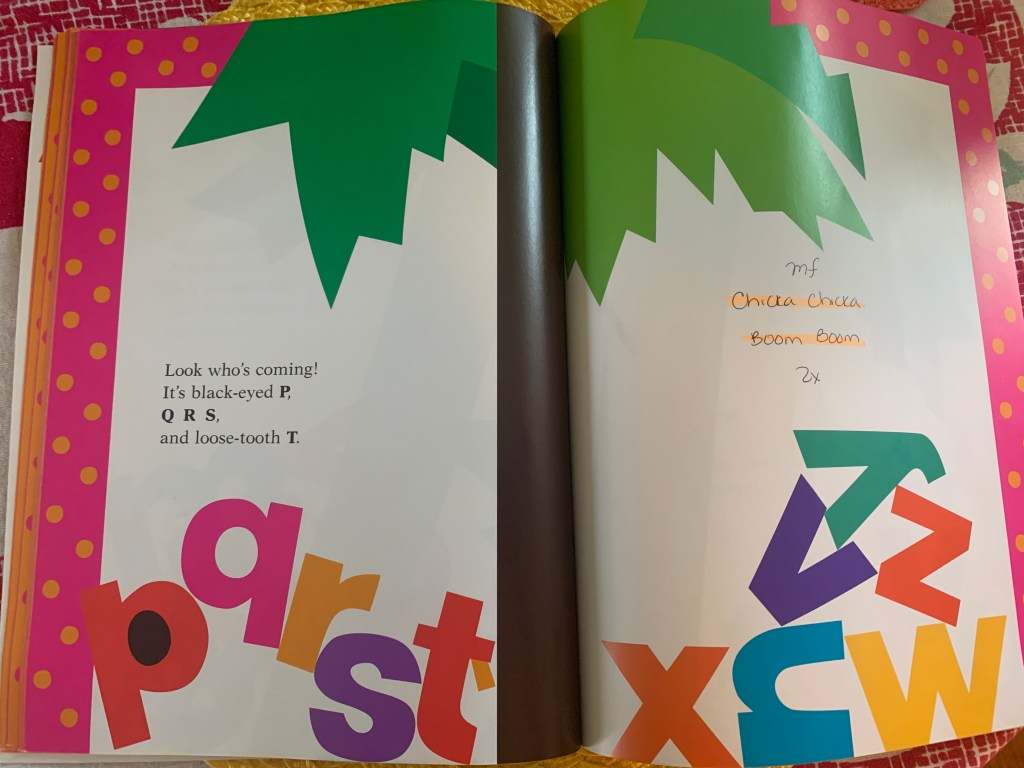 Look who's coming!
It's black-eyed P,
Q R S,
and loose-tooth T.
p q r s t
mf
Chicka Chicka
Boom Boom
2x
y
v z
x u w